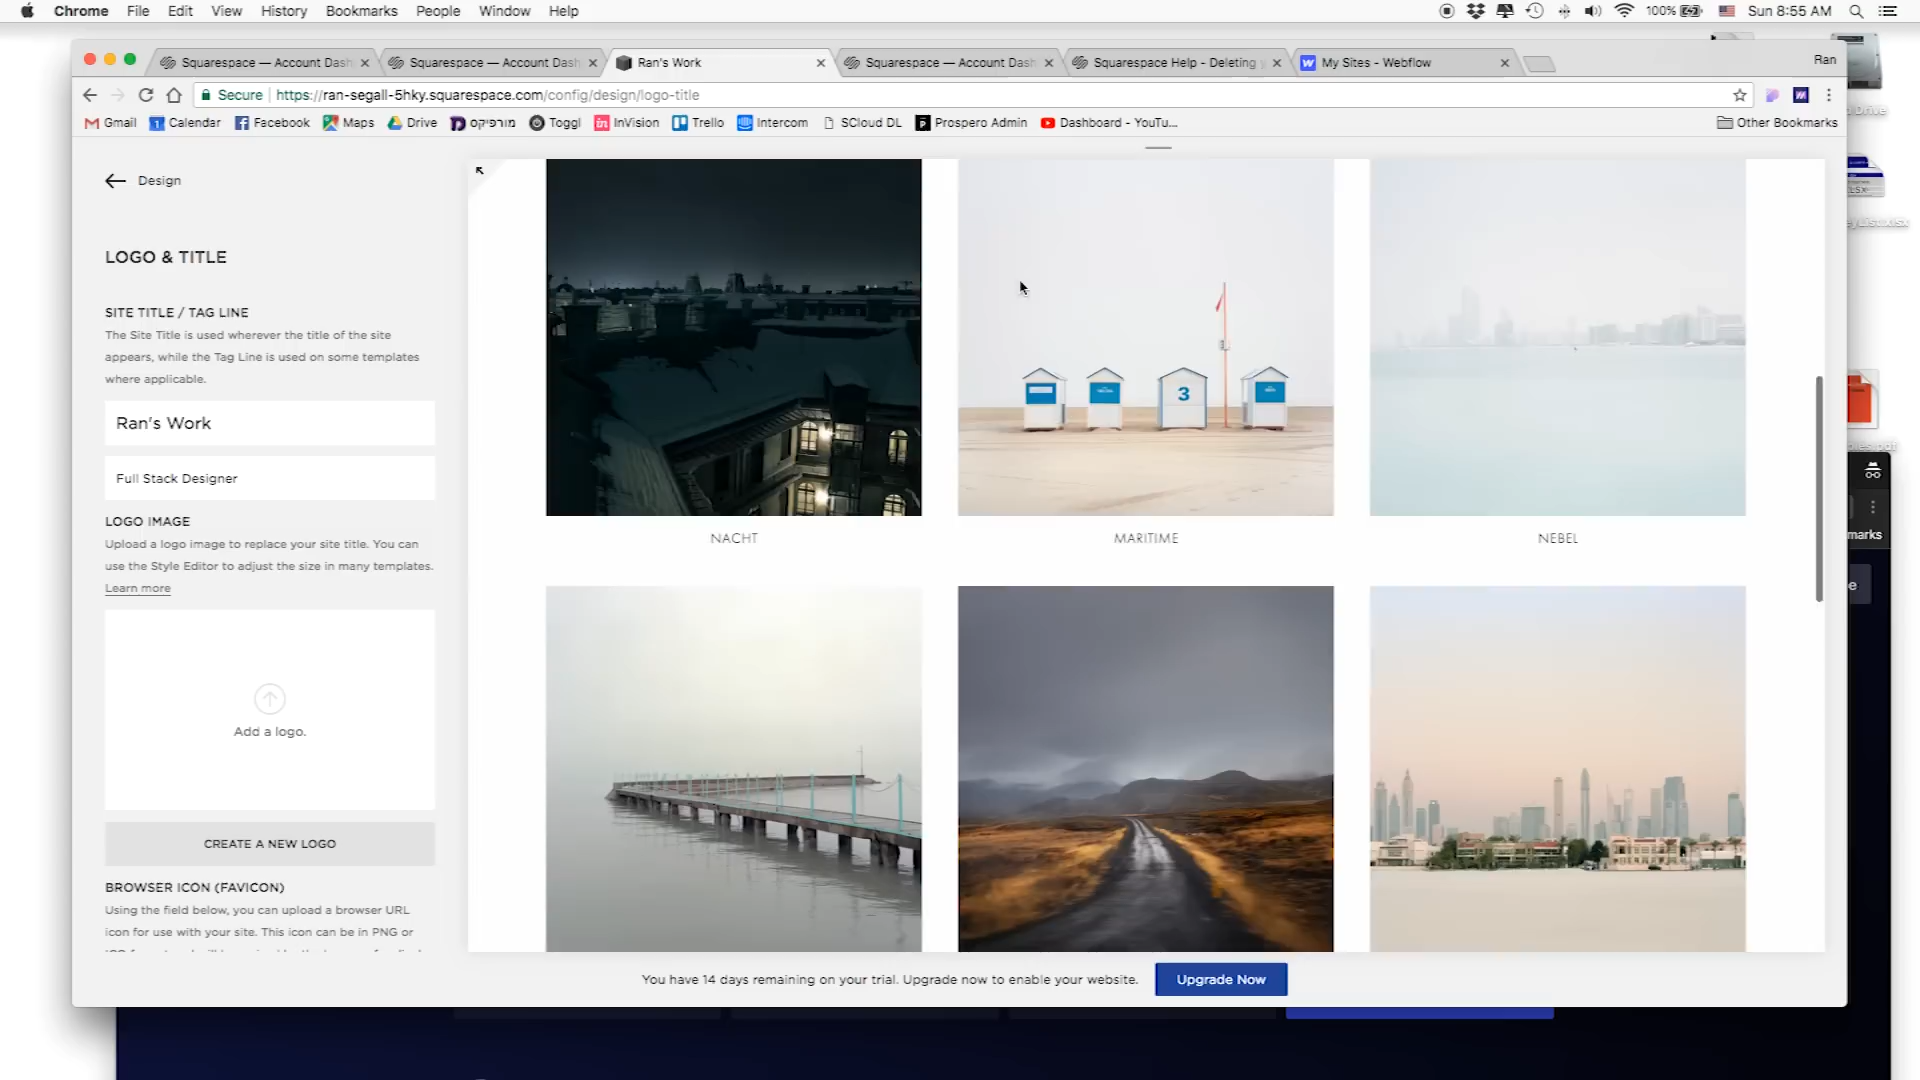 Chrome File Edit View History Bookmarks People Window Help
100% Sun 8:55 AM
Squarespace — Account Dash
Squarespace — Account Dash
Ran's Work
Squarespace — Account Dash
Squarespace Help - Deleting
My Sites - Webflow
Ran
Secure https://ran-segall-5hky.squarespace.com/config/design/logo-title
Gmail Calendar Facebook Maps Drive מורפיקס Toggl InVision Trello Intercom SCloud DL Prospero Admin Dashboard - YouTu... Other Bookmarks
Design
LOGO & TITLE
SITE TITLE / TAG LINE
The Site Title is used wherever the title of the site
appears, while the Tag Line is used on some templates
where applicable.
Ran's Work
Full Stack Designer
LOGO IMAGE
Upload a logo image to replace your site title. You can
use the Style Editor to adjust the size in many templates.
Learn more
Add a logo.
CREATE A NEW LOGO
BROWSER ICON (FAVICON)
Using the field below, you can upload a browser URL
icon for use with your site. This icon can be in PNG or
3
NACHT MARITIME NEBEL
You have 14 days remaining on your trial. Upgrade now to enable your website.
Upgrade Now
marks
e